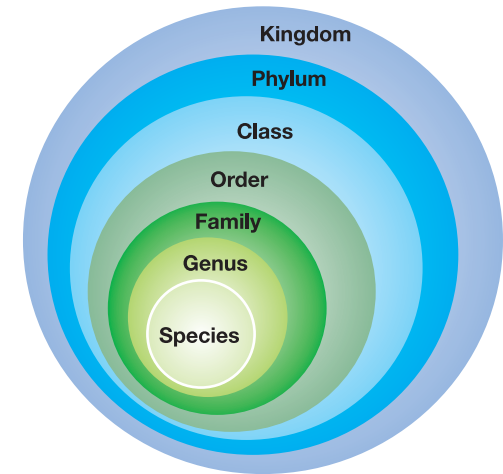 Kingdom
Phylum
Class
Order
Family
Genus
Species